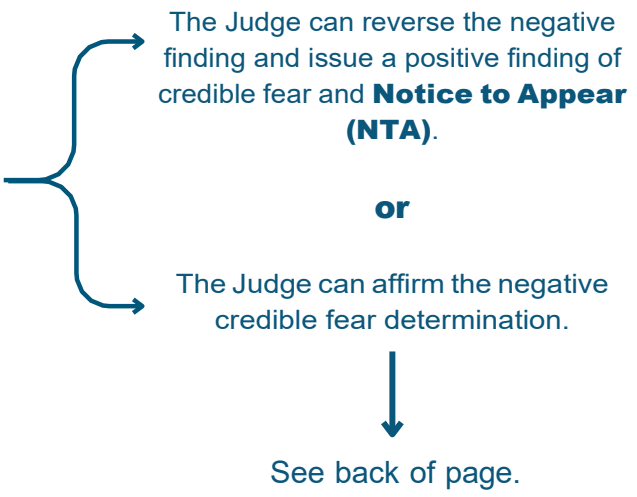 The Judge can reverse the negative
finding and issue a positive finding of
credible fear and Notice to Appear
(NTA).
or
The Judge can affirm the negative
credible fear determination.
See back of page.